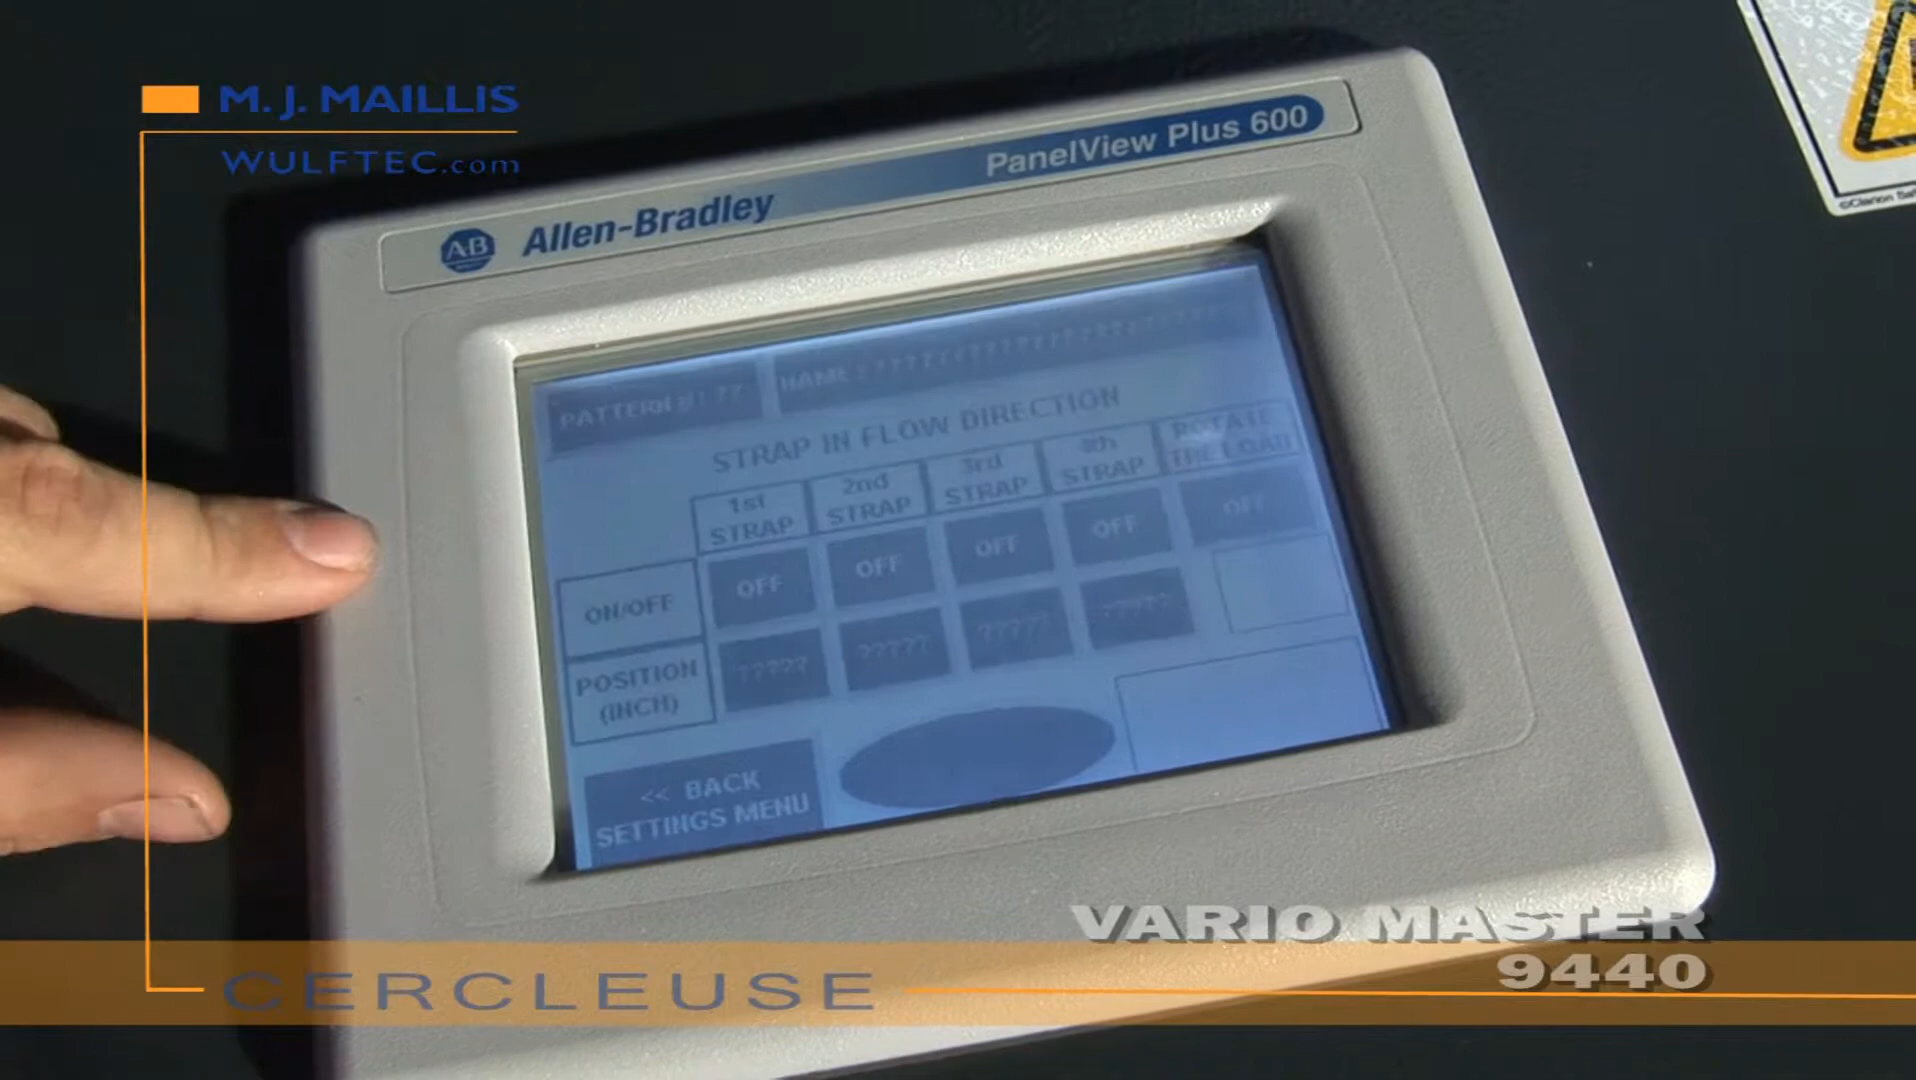 M. J. MAILLIS
WULFTEC.com
A·B Allen-Bradley
PanelView Plus 600
PATTERN #: ??
NAME
STRAP IN FLOW DIRECTION
1st STRAP
2nd STRAP
3rd STRAP
4th STRAP
ROTATE THE LOAD
ON/OFF
OFF
OFF
OFF
OFF
OFF
POSITION (INCH)
?????
?????
?????
?????
<< BACK
SETTINGS MENU
VARIO MASTER
9440
CERCLEUSE